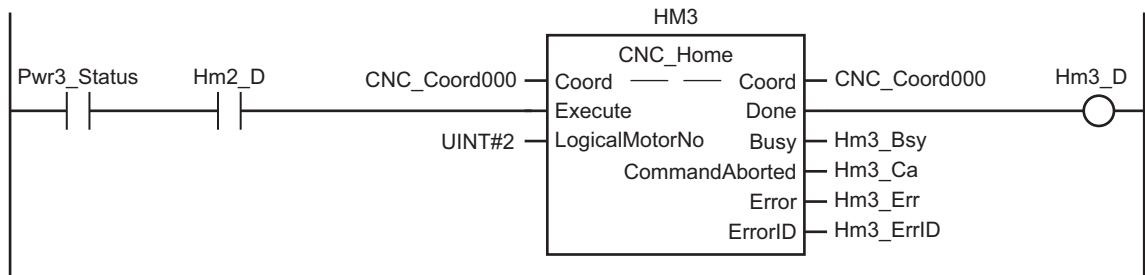 HM3
CNC_Home
Pwr3_Status Hm2_D CNC_Coord000 Coord Coord CNC_Coord000 Hm3_D
Execute Done
UINT#2 LogicalMotorNo Busy Hm3_Bsy
CommandAborted Hm3_Ca
Error Hm3_Err
ErrorID Hm3_ErrID